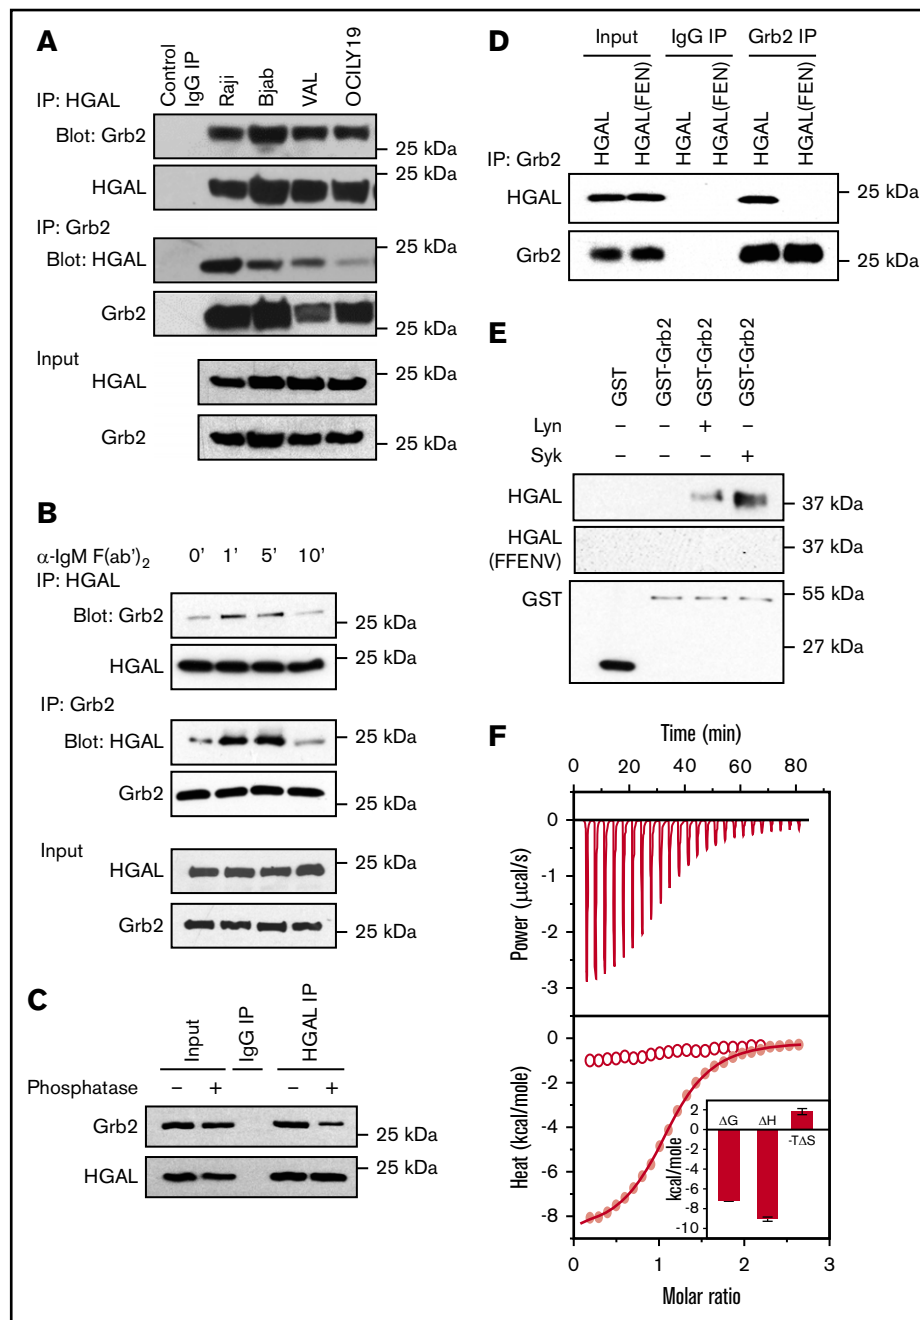 A
Control
IgG IP
Raji
Bjab
VAL
OCILY19
IP: HGAL
Blot: Grb2
25 kDa
HGAL
25 kDa
IP: Grb2
Blot: HGAL
25 kDa
Grb2
25 kDa
Input
HGAL
25 kDa
Grb2
25 kDa
B
α-IgM F(ab')2
0' 1' 5' 10'
IP: HGAL
Blot: Grb2
25 kDa
HGAL
25 kDa
IP: Grb2
Blot: HGAL
25 kDa
Grb2
25 kDa
Input
HGAL
25 kDa
Grb2
25 kDa
C
Input
IgG IP
HGAL IP
Phosphatase – + – +
Grb2
25 kDa
HGAL
25 kDa
D
Input IgG IP Grb2 IP
HGAL
HGAL(FEN)
HGAL
HGAL(FEN)
HGAL
HGAL(FEN)
IP: Grb2
HGAL
25 kDa
Grb2
25 kDa
E
GST
GST-Grb2
GST-Grb2
GST-Grb2
Lyn – – + –
Syk – – – +
HGAL
37 kDa
HGAL
(FFENV)
37 kDa
GST
55 kDa
27 kDa
F
Time (min)
0 20 40 60 80
0
-1
-2
-3
Power (μcal/s)
0
-2
-4
-6
-8
Heat (kcal/mole)
2
0
-2
-4
-6
-8
-10
kcal/mole
ΔG ΔH
-TΔS
0 1 2 3
Molar ratio